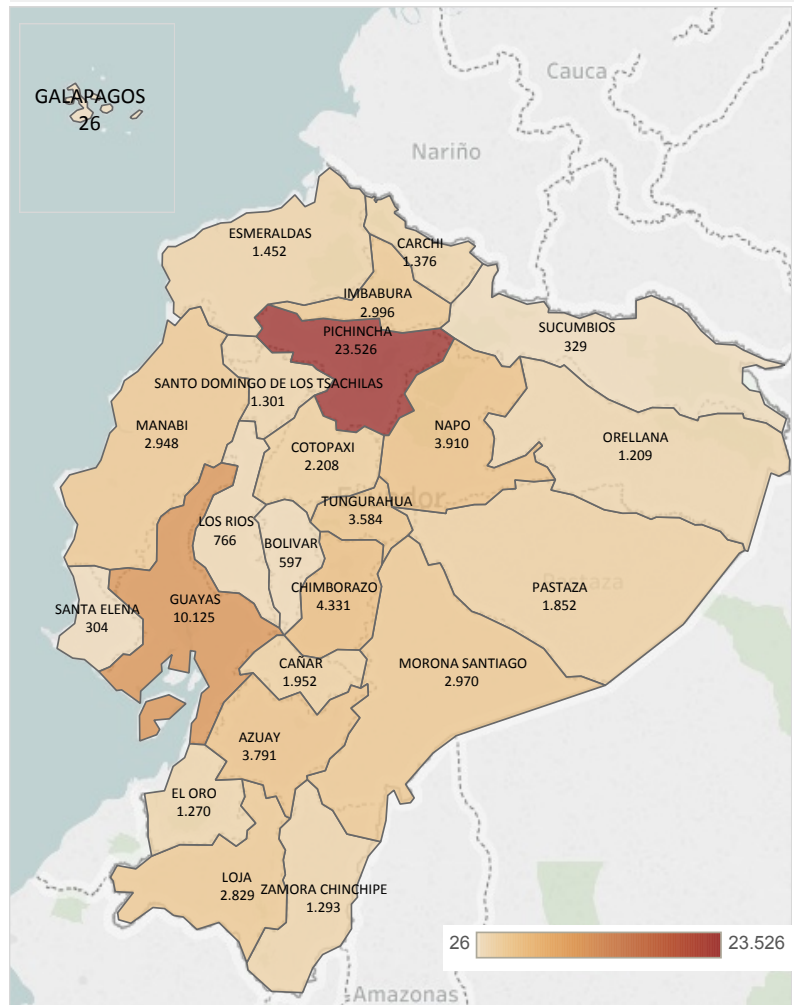 Cauca
GALAPAGOS
26
Nariño
ESMERALDAS
1.452
CARCHI
1.376
IMBABURA
2.996
PICHINCHA
23.526
SUCUMBIOS
329
SANTO DOMINGO DE LOS TSACHILAS
1.301
MANABI
2.948
NAPO
3.910
ORELLANA
1.209
COTOPAXI
2.208
Ecuador
TUNGURAHUA
3.584
LOS RIOS
766
BOLIVAR
597
CHIMBORAZO
4.331
Pastaza
PASTAZA
1.852
SANTA ELENA
304
GUAYAS
10.125
CAÑAR
1.952
MORONA SANTIAGO
2.970
AZUAY
3.791
EL ORO
1.270
LOJA
2.829
ZAMORA CHINCHIPE
1.293
26
23.526
Amazonas